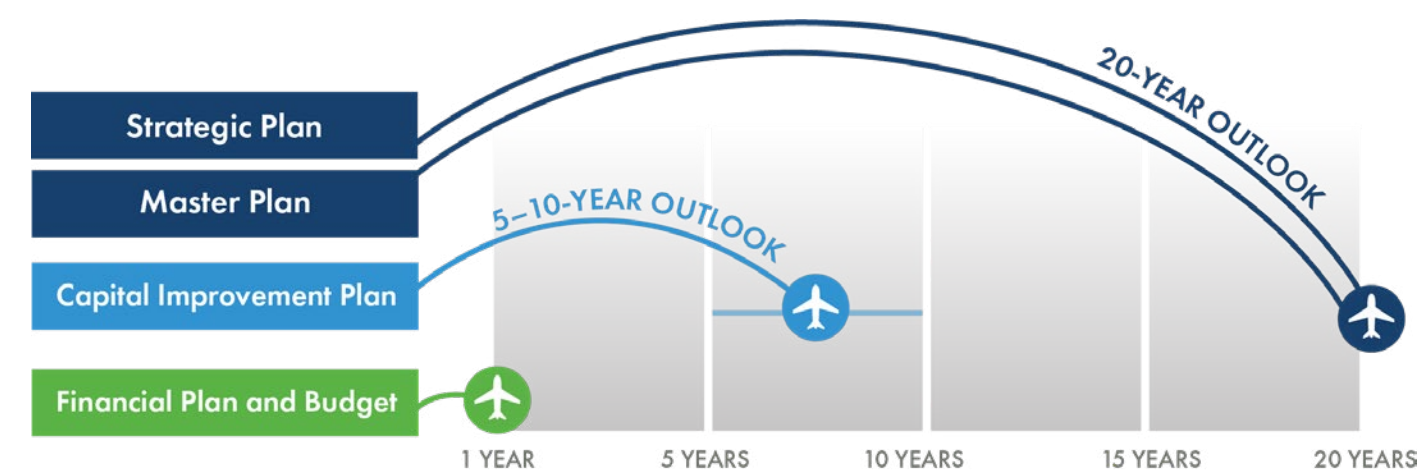 20-YEAR OUTLOOK
Strategic Plan
Master Plan
5–10-YEAR OUTLOOK
Capital Improvement Plan
Financial Plan and Budget
1 YEAR
5 YEARS
10 YEARS
15 YEARS
20 YEARS